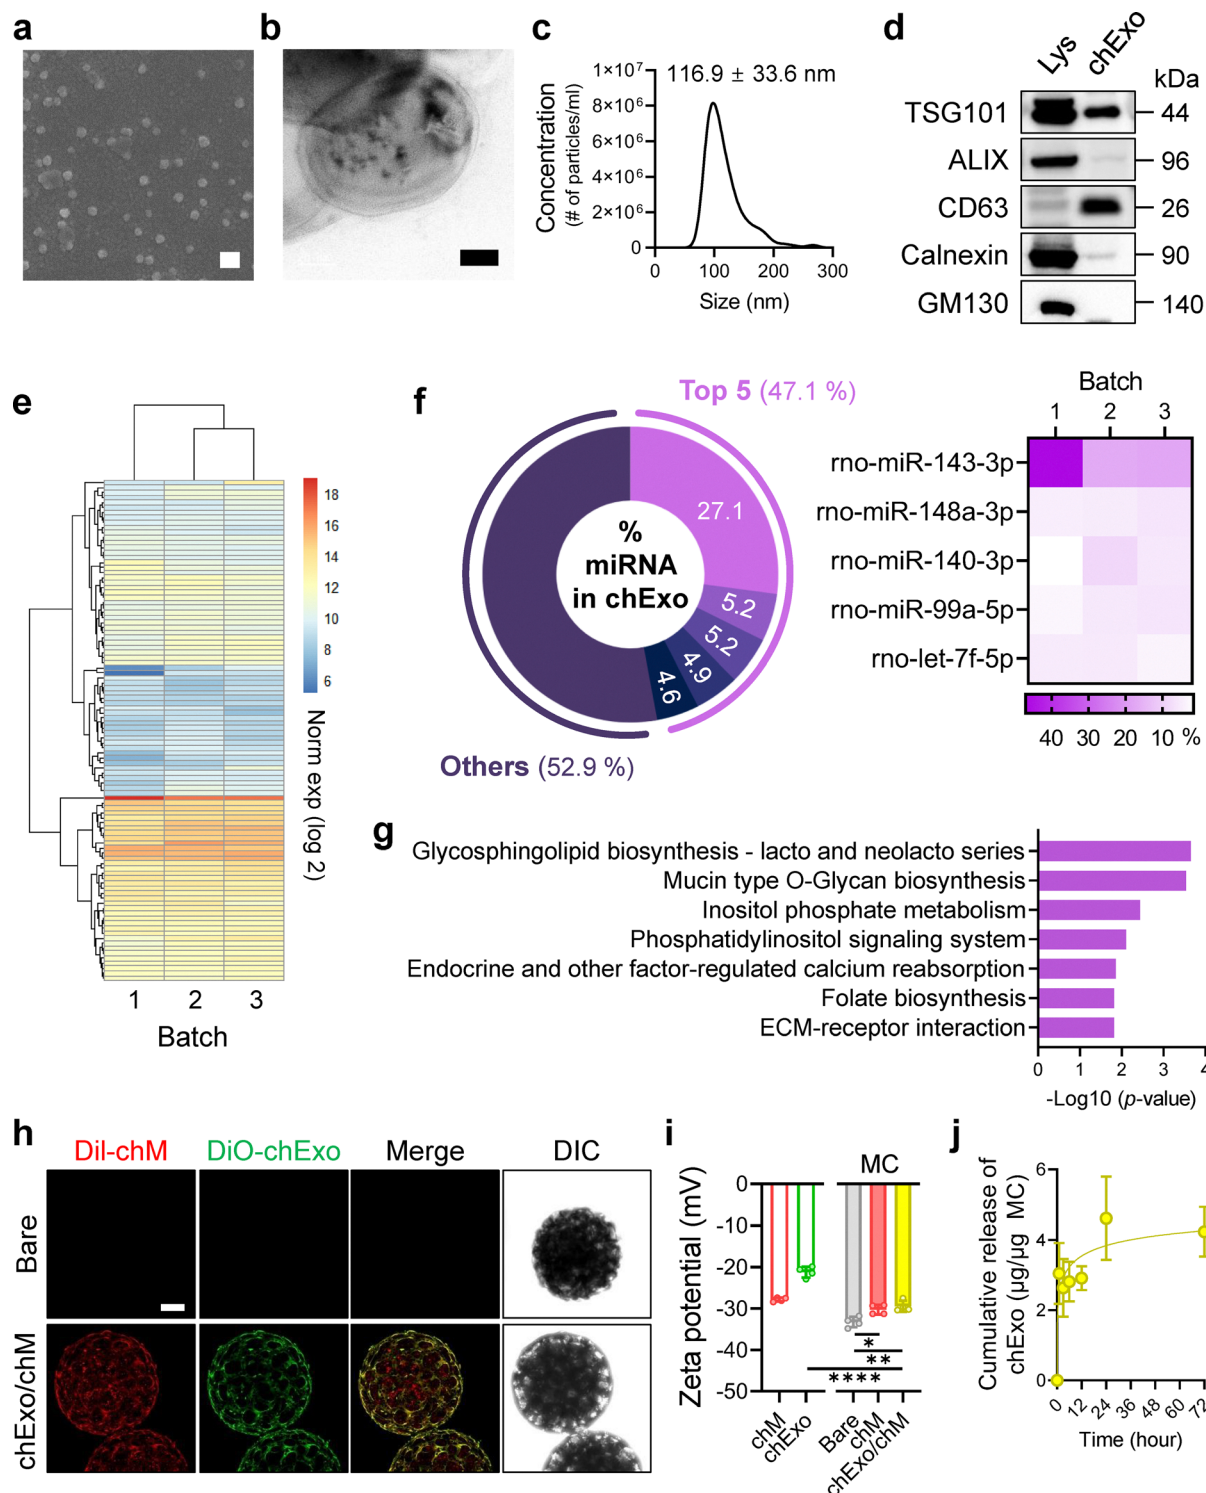 a
b
c
1×10⁷
8×10⁶
6×10⁶
4×10⁶
2×10⁶
0
116.9 ± 33.6 nm
Concentration
(# of particles/ml)
0 100 200 300
Size (nm)
d
Lys chExo
kDa
TSG101 44
ALIX 96
CD63 26
Calnexin 90
GM130 140
e
18
16
14
12
10
8
6
Norm exp (log 2)
1 2 3
Batch
f
Top 5 (47.1 %)
27.1
5.2
5.2
4.9
4.6
%
miRNA
in chExo
Others (52.9 %)
Batch
1 2 3
rno-miR-143-3p
rno-miR-148a-3p
rno-miR-140-3p
rno-miR-99a-5p
rno-let-7f-5p
40 30 20 10 %
g
Glycosphingolipid biosynthesis - lacto and neolacto series
Mucin type O-Glycan biosynthesis
Inositol phosphate metabolism
Phosphatidylinositol signaling system
Endocrine and other factor-regulated calcium reabsorption
Folate biosynthesis
ECM-receptor interaction
0 1 2 3 4
-Log10 (p-value)
h
DiI-chM DiO-chExo Merge DIC
Bare
chExo/chM
i
MC
0
-10
-20
-30
-40
-50
Zeta potential (mV)
*
**
****
chM
chExo
Bare
chM
chExo/chM
j
6
4
2
0
Cumulative release of
chExo (μg/μg MC)
0 12 24 36 48 60 72
Time (hour)